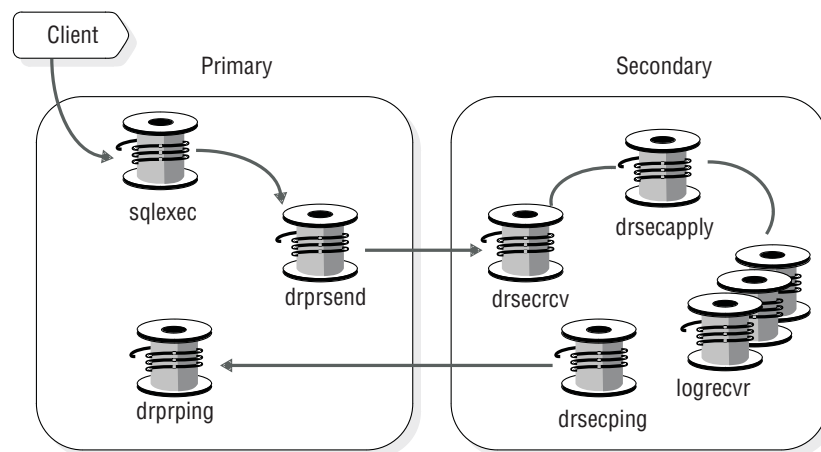 Client
Primary
Secondary
sqlexec
drprsend
drsecrcv
drsecapply
drprping
drsecping
logrecvr